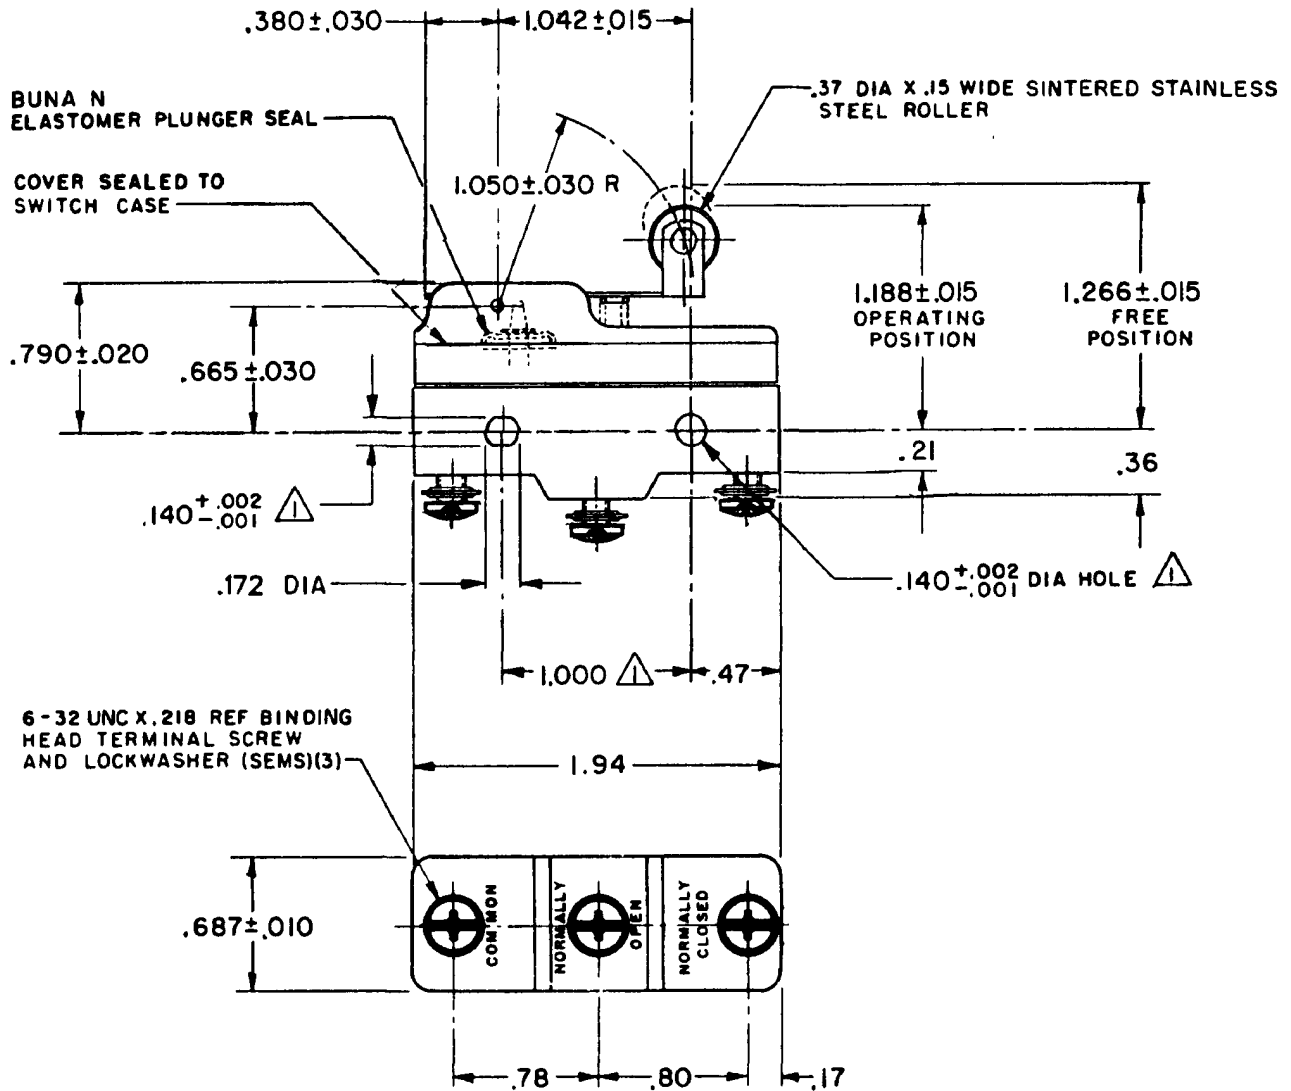 .380±.030
1.042±.015
BUNA N
ELASTOMER PLUNGER SEAL
.37 DIA X .15 WIDE SINTERED STAINLESS
STEEL ROLLER
COVER SEALED TO
SWITCH CASE
1.050±.030 R
1.188±.015
OPERATING
POSITION
1.266±.015
FREE
POSITION
.790±.020
.665±.030
.21
.36
.140 +.002 -.001 1
.172 DIA
.140 +.002 -.001 DIA HOLE 1
1.000 1
.47
6-32 UNC X .218 REF BINDING
HEAD TERMINAL SCREW
AND LOCKWASHER (SEMS)(3)
1.94
.687±.010
COMMON
NORMALLY
OPEN
NORMALLY
CLOSED
.78
.80
.17